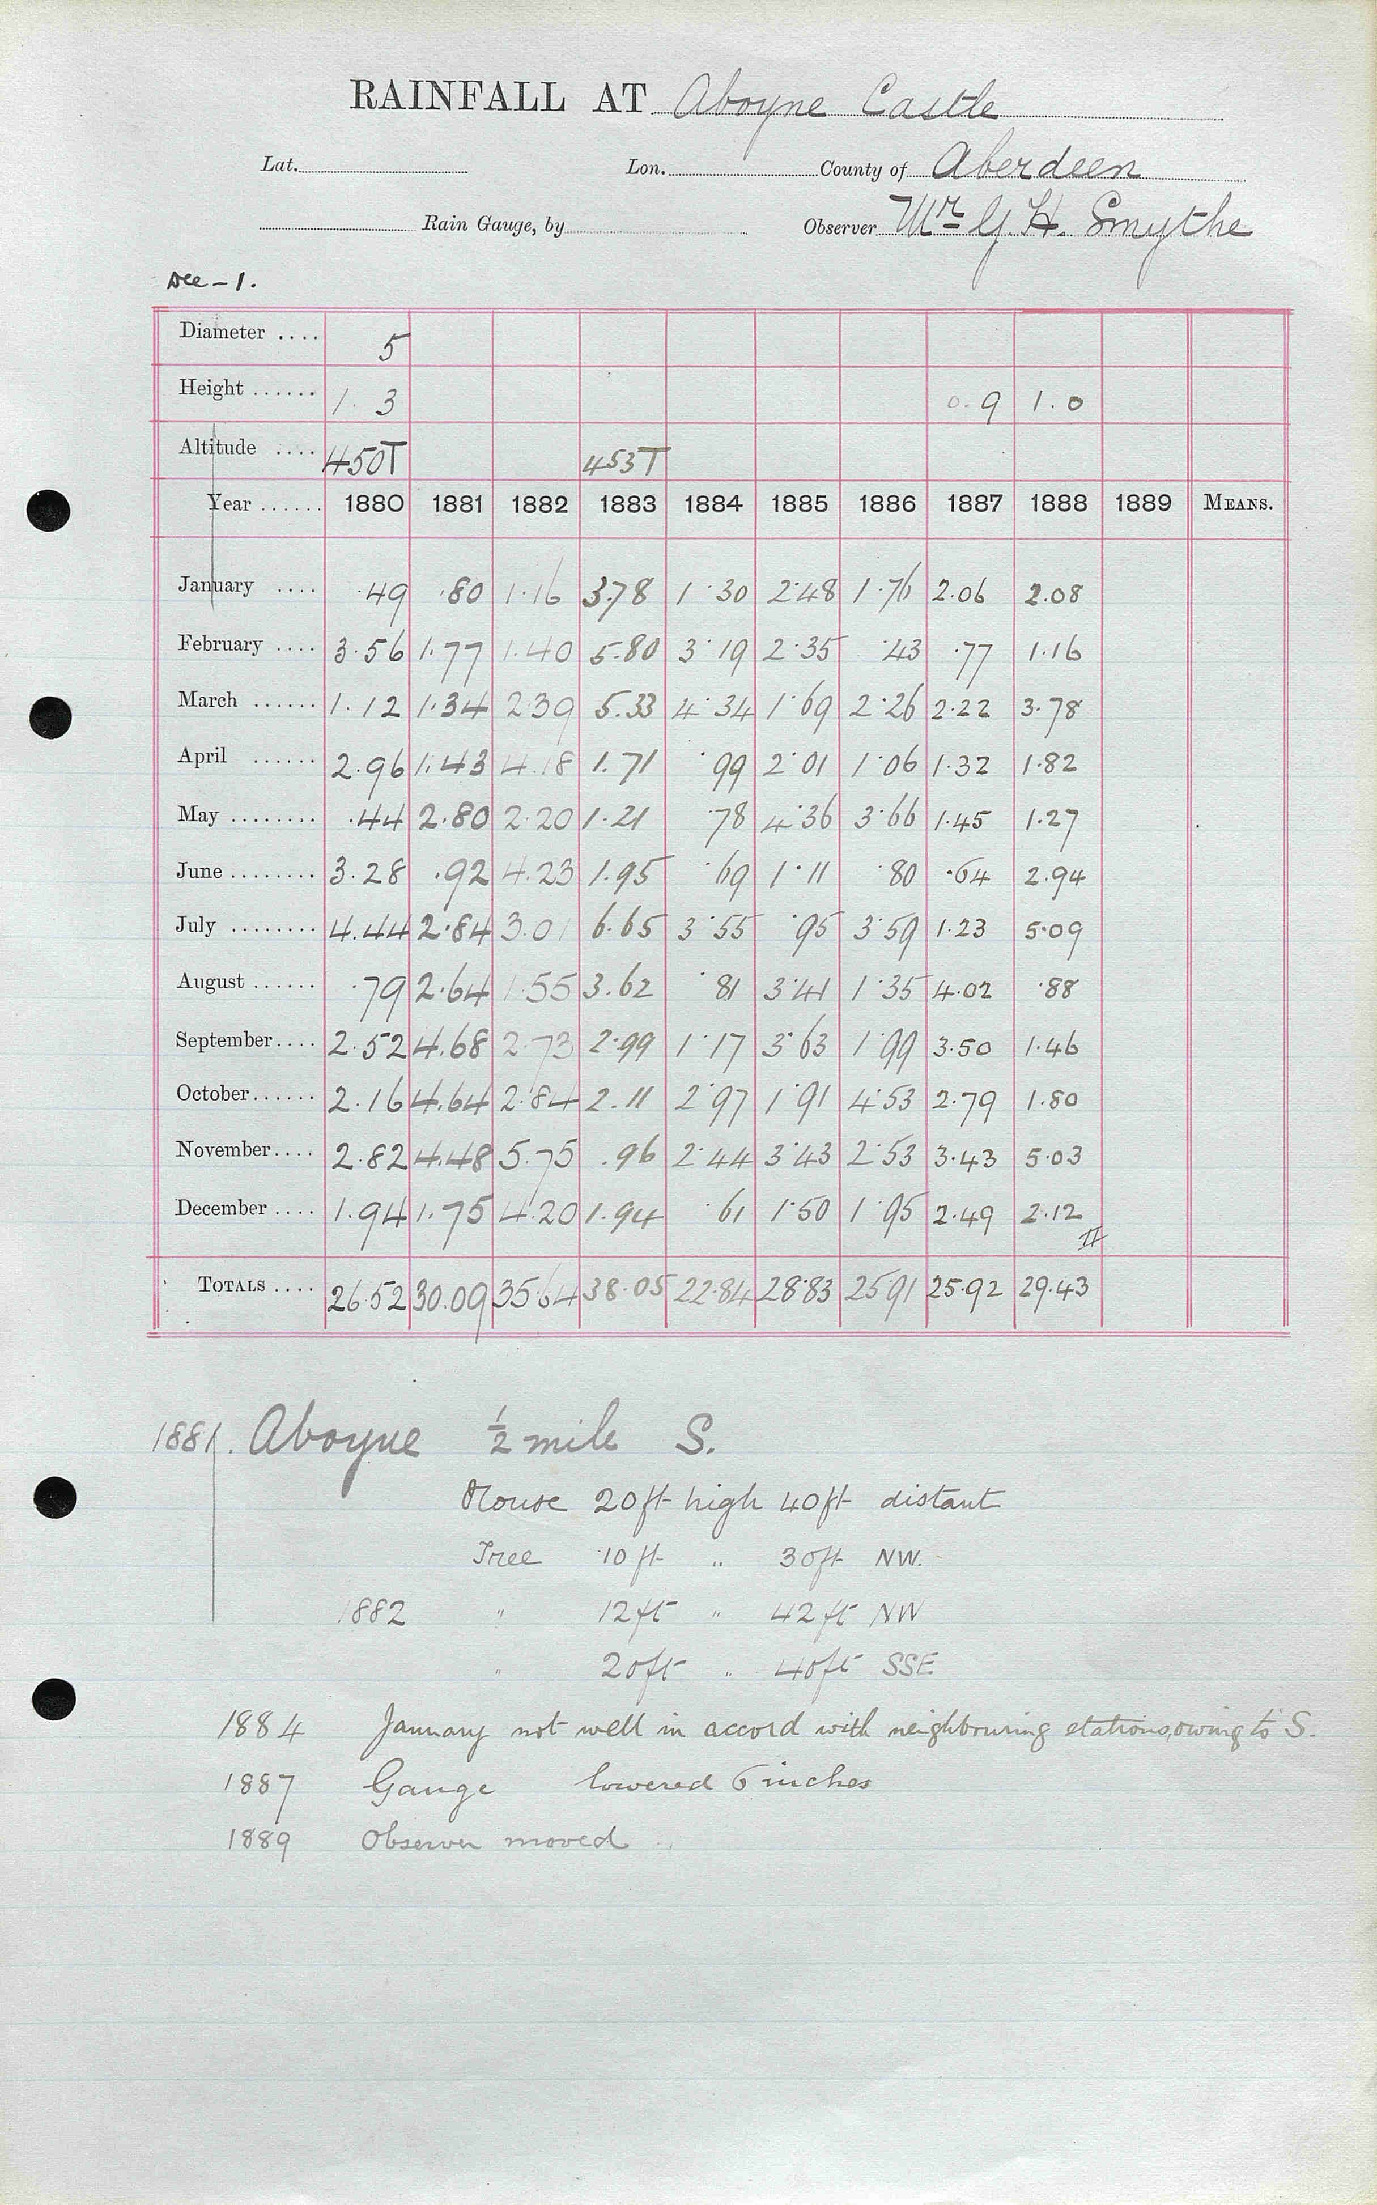 RAINFALL AT Aboyne Castle
Lat. Lon. County of Aberdeen
Rain Gauge, by Observer Mr G. H. Smythe
Dee - 1.
Diameter .... 5
Height ...... 1. 3 0.9 1.0
Altitude .... 450T 453T
Year ...... 1880 1881 1882 1883 1884 1885 1886 1887 1888 1889 MEANS.
January .... .49 .80 1.16 3.78 1.30 2.48 1.76 2.06 2.08
February .... 3.56 1.77 1.40 5.80 3.19 2.35 .43 .77 1.16
March ...... 1.12 1.34 2.39 5.33 4.34 1.69 2.26 2.22 3.78
April ...... 2.96 1.43 4.18 1.71 .99 2.01 1.06 1.32 1.82
May ........ .44 2.80 2.20 1.21 .78 4.36 3.66 1.45 1.27
June ........ 3.28 .92 4.23 1.95 .69 1.11 .80 .64 2.94
July ........ 4.44 2.84 3.01 6.65 3.55 .95 3.59 1.23 5.09
August ...... .79 2.64 1.55 3.62 .81 3.41 1.35 4.02 .88
September.... 2.52 4.68 2.73 2.99 1.17 3.63 1.99 3.50 1.46
October...... 2.16 4.64 2.84 2.11 2.97 1.91 4.53 2.79 1.80
November.... 2.82 4.48 5.75 .96 2.44 3.43 2.53 3.43 5.03
December .... 1.94 1.75 4.20 1.94 .61 1.50 1.95 2.49 2.12
TOTALS .... 26.52 30.09 35.64 38.05 22.84 28.83 25.91 25.92 29.43
1881. Aboyne ½ mile S.
House 20ft high 40ft distant
Tree 10ft " 30ft NW.
1882 " 12ft " 42ft NW
" 20ft " 40ft SSE
1884 January not well in accord with neighbouring stations, owing to S.
1887 Gauge lowered 6 inches
1889 Observer moved